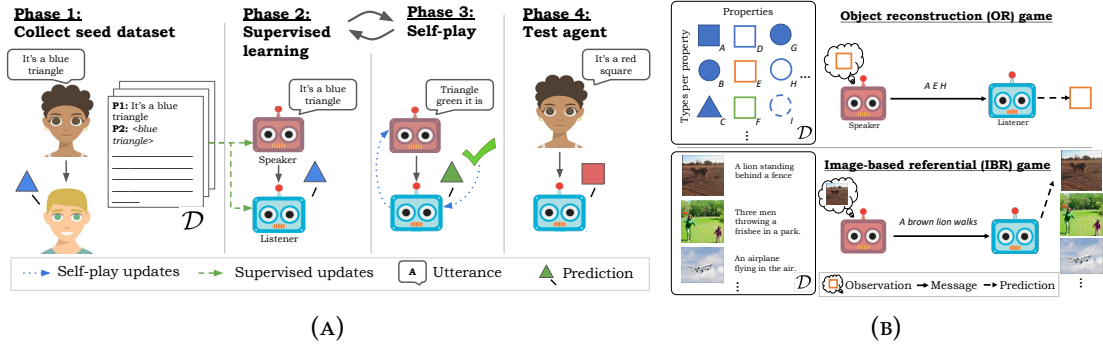 Phase 1:
Collect seed dataset
It's a blue
triangle
P1: It's a blue
triangle
P2: <blue
triangle>
D
Phase 2:
Supervised
learning
It's a blue
triangle
Speaker
Listener
Phase 3:
Self-play
Triangle
green it is
Phase 4:
Test agent
It's a red
square
Self-play updates
Supervised updates
A
Utterance
Prediction
(A)
Properties
Types per property
A
D
G
B
E
H
...
C
F
I
⋮
D
Object reconstruction (OR) game
A E H
Speaker
Listener
A lion standing
behind a fence
Three men
throwing a
frisbee in a park.
An airplane
flying in the air.
⋮
D
Image-based referential (IBR) game
A brown lion walks
⋮
Observation
Message
Prediction
(B)